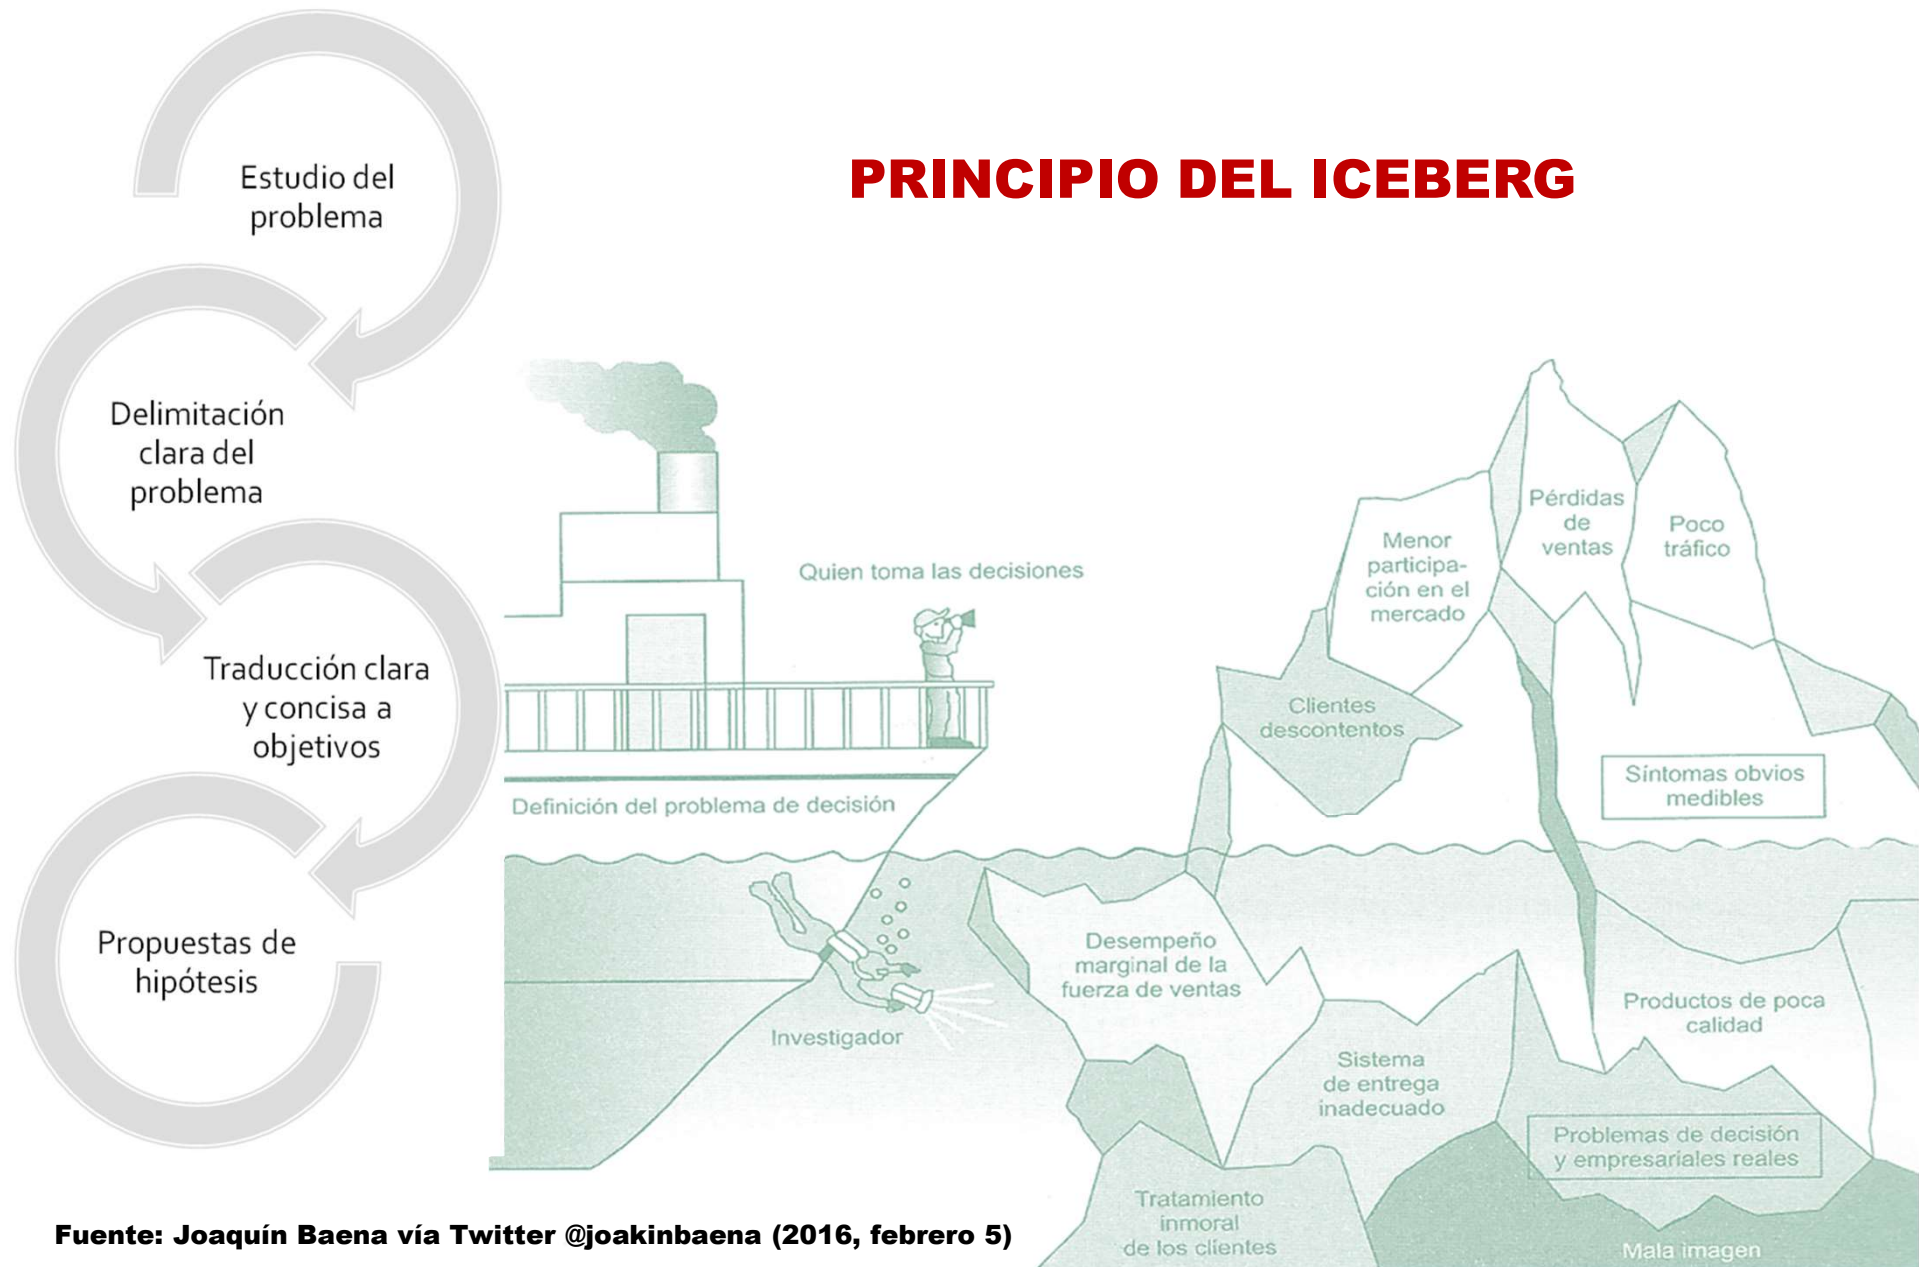 PRINCIPIO DEL ICEBERG
Estudio del
problema
Delimitación
clara del
problema
Traducción clara
y concisa a
objetivos
Propuestas de
hipótesis
Quien toma las decisiones
Definición del problema de decisión
Investigador
Pérdidas
de
ventas
Poco
tráfico
Menor
participa-
ción en el
mercado
Clientes
descontentos
Síntomas obvios
medibles
Desempeño
marginal de la
fuerza de ventas
Productos de poca
calidad
Sistema
de entrega
inadecuado
Problemas de decisión
y empresariales reales
Tratamiento
inmoral
de los clientes
Mala imagen
Fuente: Joaquín Baena vía Twitter @joakinbaena (2016, febrero 5)